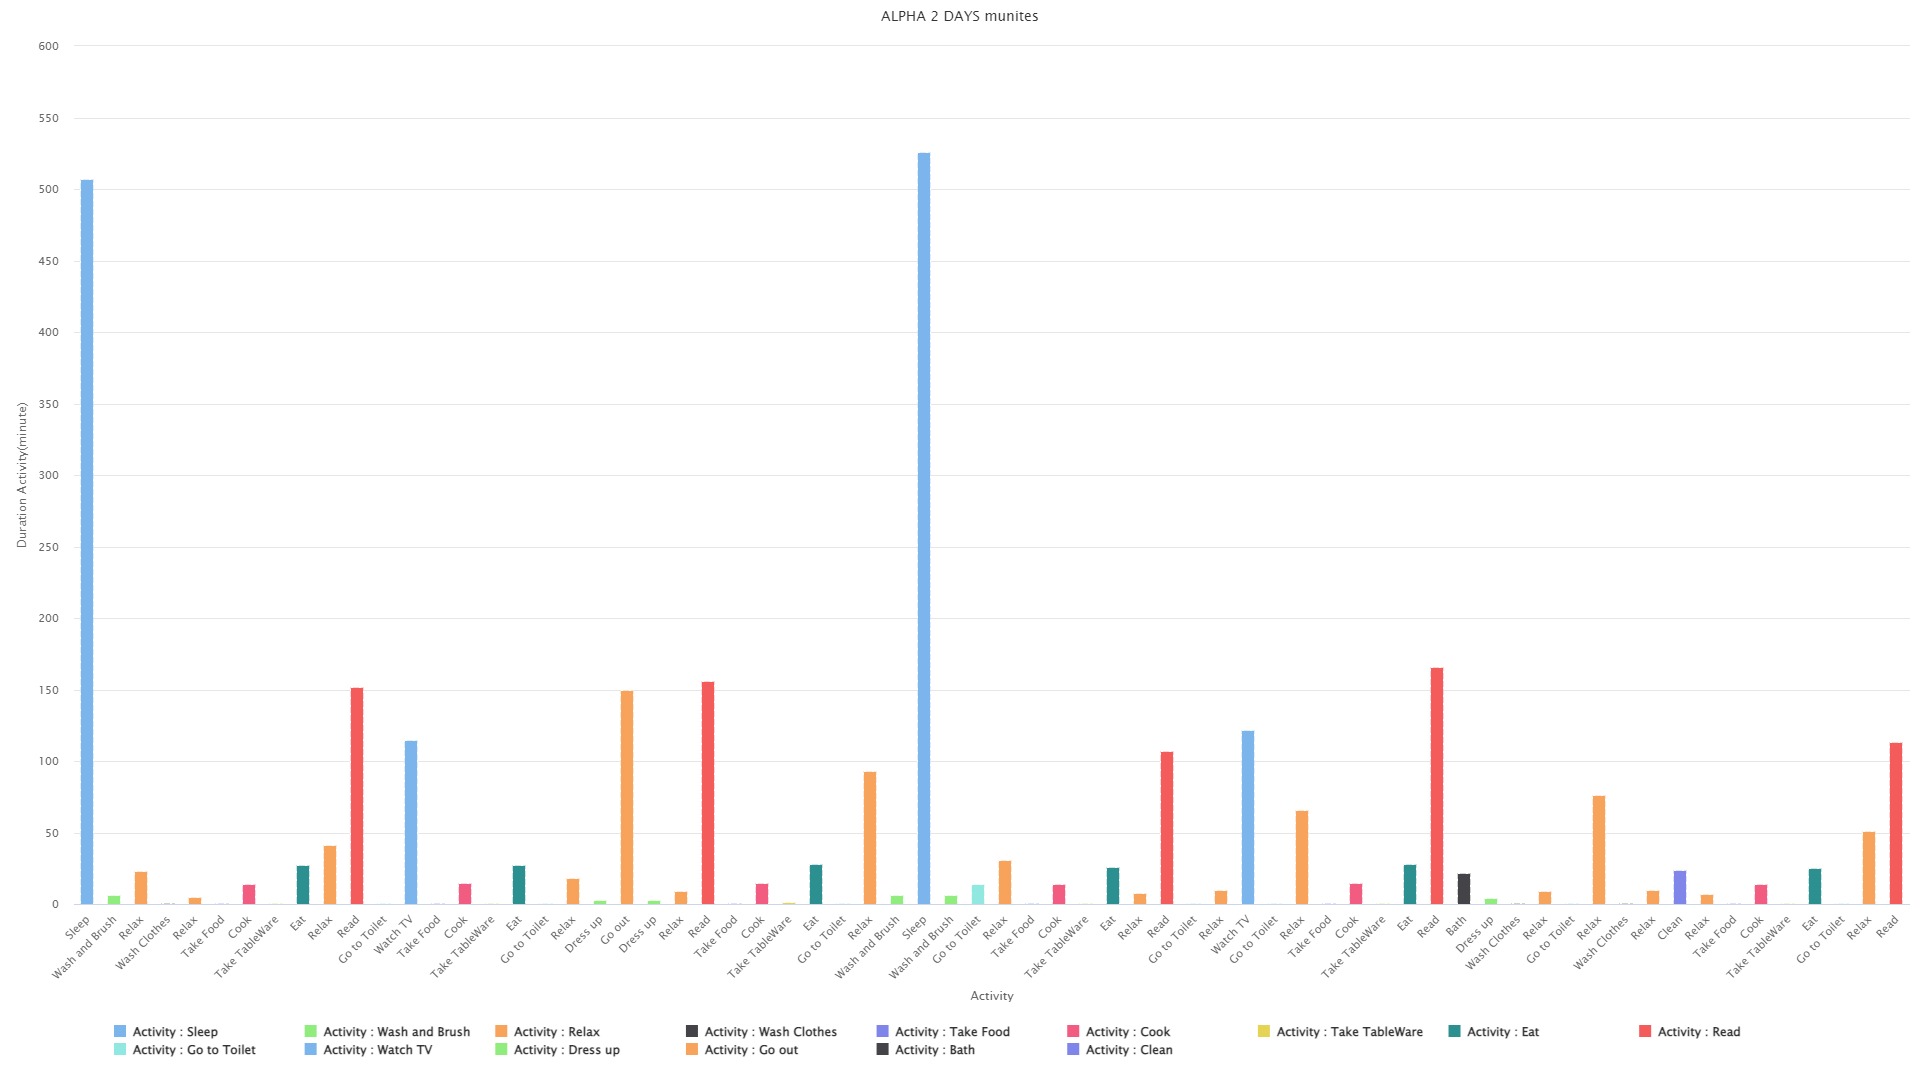 ALPHA 2 DAYS munites
600
550
500
450
400
350
300
250
200
150
100
50
0
Duration Activity(minute)
Sleep
Wash and Brush
Relax
Wash Clothes
Relax
Take Food
Cook
Take TableWare
Eat
Relax
Read
Go to Toilet
Watch TV
Take Food
Cook
Take TableWare
Eat
Go to Toilet
Relax
Dress up
Go out
Dress up
Relax
Read
Take Food
Cook
Take TableWare
Eat
Go to Toilet
Relax
Wash and Brush
Sleep
Wash and Brush
Go to Toilet
Relax
Take Food
Cook
Take TableWare
Eat
Relax
Read
Go to Toilet
Relax
Watch TV
Go to Toilet
Relax
Take Food
Cook
Take TableWare
Eat
Read
Bath
Dress up
Wash Clothes
Relax
Go to Toilet
Relax
Wash Clothes
Relax
Clean
Relax
Take Food
Cook
Take TableWare
Eat
Go to Toilet
Relax
Read
Activity
Activity : Sleep Activity : Wash and Brush Activity : Relax Activity : Wash Clothes Activity : Take Food Activity : Cook Activity : Take TableWare Activity : Eat Activity : Read
Activity : Go to Toilet Activity : Watch TV Activity : Dress up Activity : Go out Activity : Bath Activity : Clean